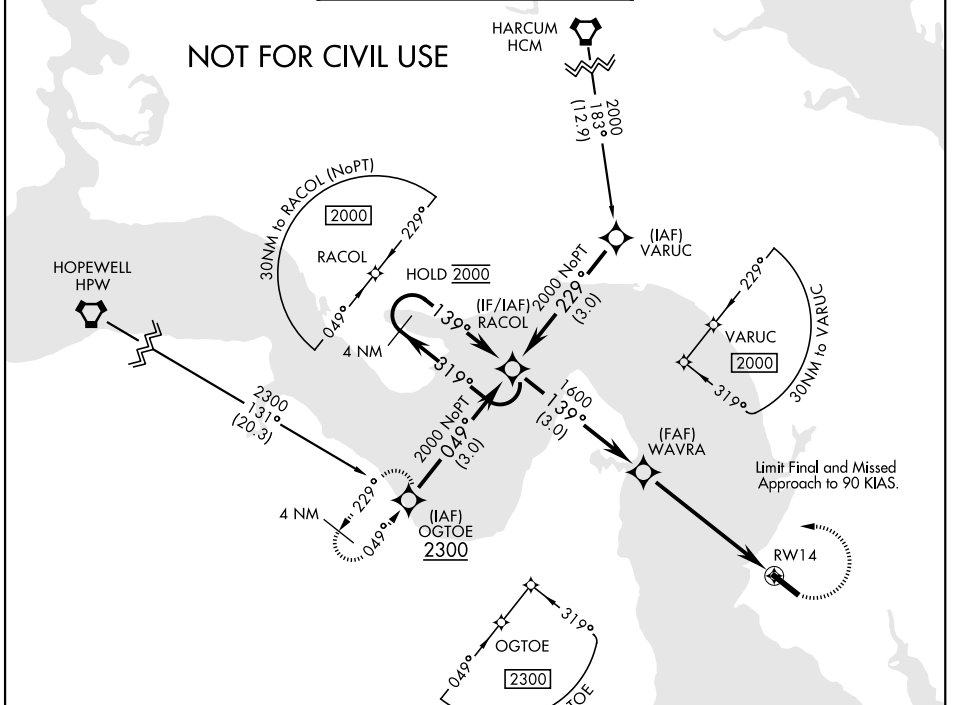 HARCUM
HCM
NOT FOR CIVIL USE
2000
183°
(12.9)
30NM to RACOL (NoPT)
2000
229°
RACOL
049°
(IAF)
VARUC
HOPEWELL
HPW
HOLD 2000
2000 NoPT
229°
(3.0)
(IF/IAF)
RACOL
139°
4 NM
319°
229°
VARUC
2000
319°
30NM to VARUC
2300
131°
(20.3)
2000 NoPT
049°
(3.0)
1600
139°
(3.0)
(FAF)
WAVRA
Limit Final and Missed
Approach to 90 KIAS.
229°
4 NM
049°
(IAF)
OGTOE
2300
RW14
319°
OGTOE
049°
2300
TOE